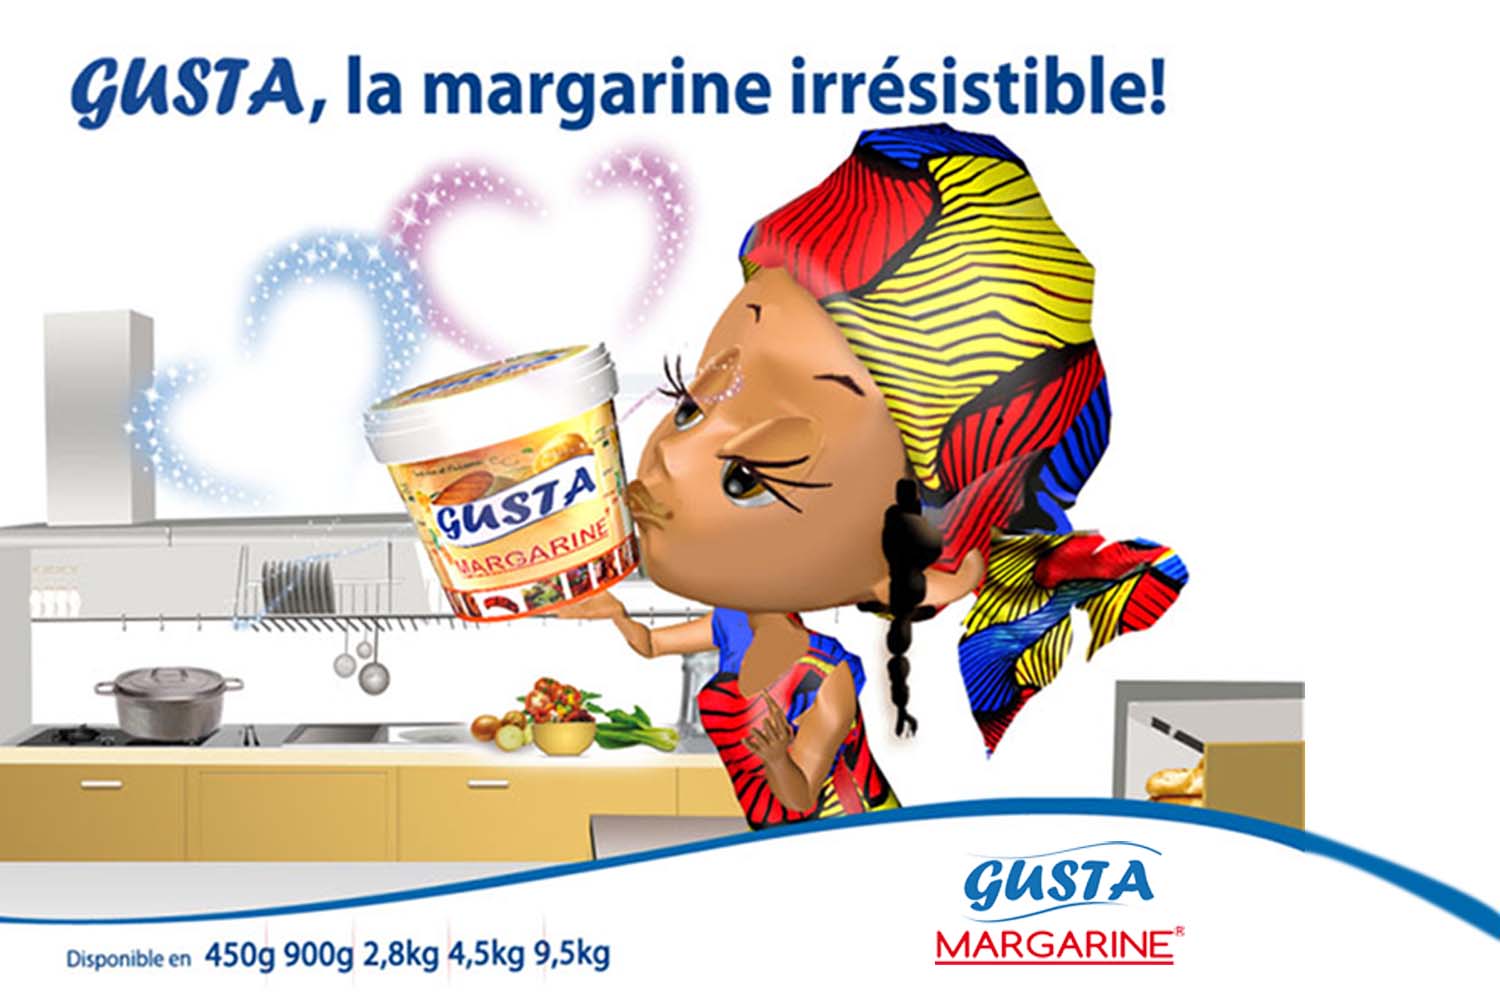 GUSTA, la margarine irrésistible!
GUSTA
MARGARINE
GUSTA
MARGARINE®
Disponible en 450g 900g 2,8kg 4,5kg 9,5kg